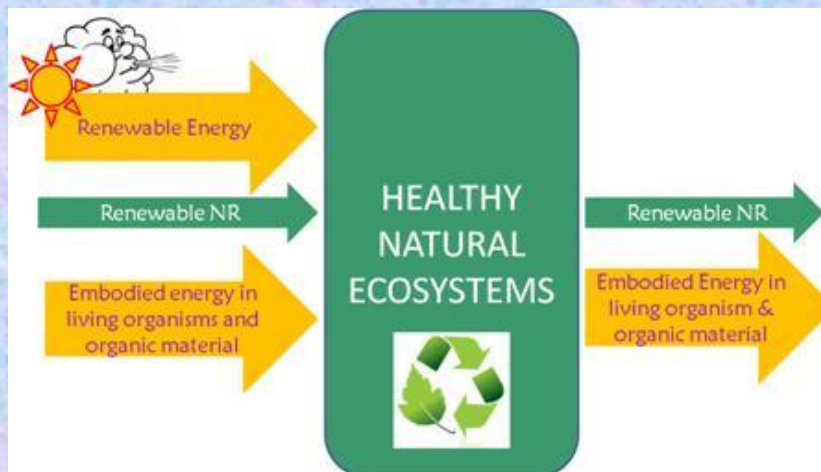 Renewable Energy
Renewable NR
Embodied energy in
living organisms and
organic material
HEALTHY
NATURAL
ECOSYSTEMS
Renewable NR
Embodied Energy in
living organism &
organic material